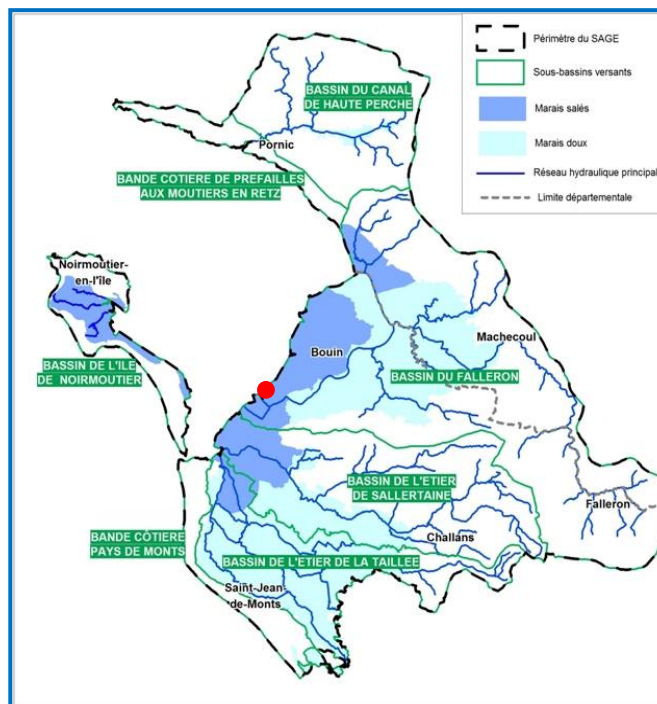 Périmètre du SAGE
Sous-bassins versants
Marais salés
Marais doux
Réseau hydraulique principal
Limite départementale
BASSIN DU CANAL
DE HAUTE PERCHE
Pornic
BANDE COTIERE DE PREFAILLES
AUX MOUTIERS EN RETZ
Noirmoutier-
en-l'île
BASSIN DE L'ILE
DE NOIRMOUTIER
Machecoul
Bouin
BASSIN DU FALLERON
BASSIN DE L'ETIER
DE SALLERTAINE
Falleron
BANDE CÔTIERE
PAYS DE MONTS
Challans
BASSIN DE L'ETIER DE LA TAILLEE
Saint-Jean-
de-Monts